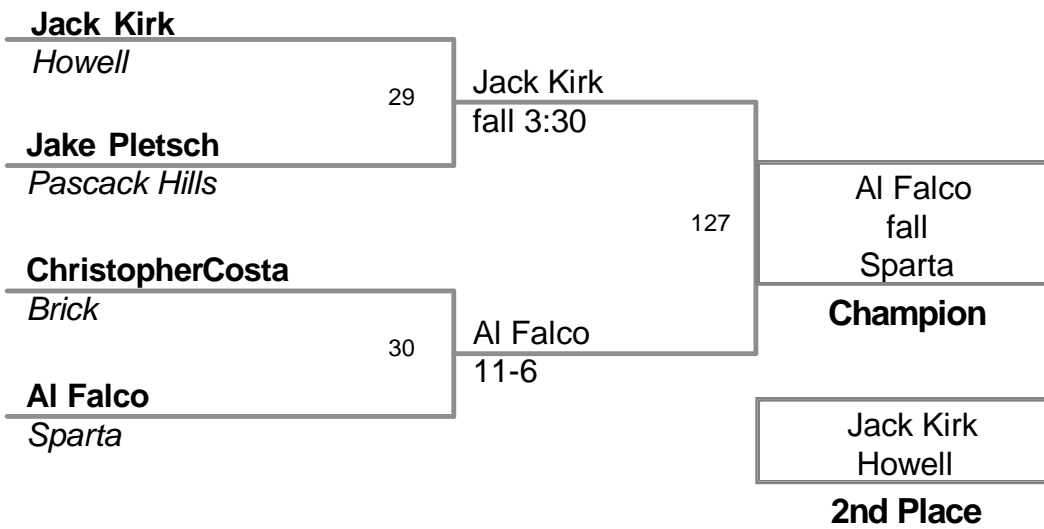 Jack Kirk
Howell
29
Jake Pletsch
Pascack Hills
Jack Kirk
fall 3:30
ChristopherCosta
Brick
30
Al Falco
Sparta
Al Falco
11-6
127
Al Falco
fall
Sparta
Champion
Jack Kirk
Howell
2nd Place